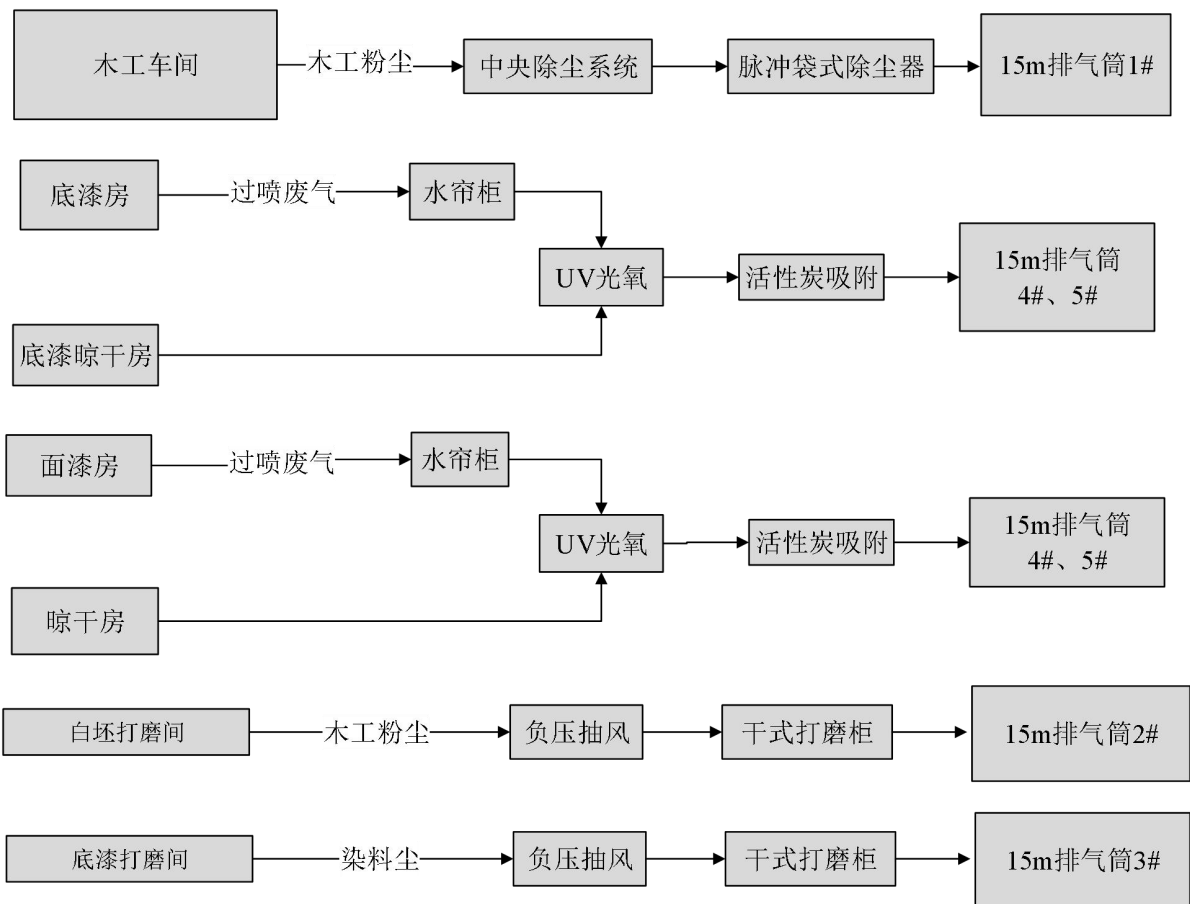 木工车间
木工粉尘
中央除尘系统
脉冲袋式除尘器
15m排气筒1#
底漆房
过喷废气
水帘柜
UV光氧
活性炭吸附
15m排气筒
4#、5#
底漆晾干房
面漆房
过喷废气
水帘柜
UV光氧
活性炭吸附
15m排气筒
4#、5#
晾干房
白坯打磨间
木工粉尘
负压抽风
干式打磨柜
15m排气筒2#
底漆打磨间
染料尘
负压抽风
干式打磨柜
15m排气筒3#